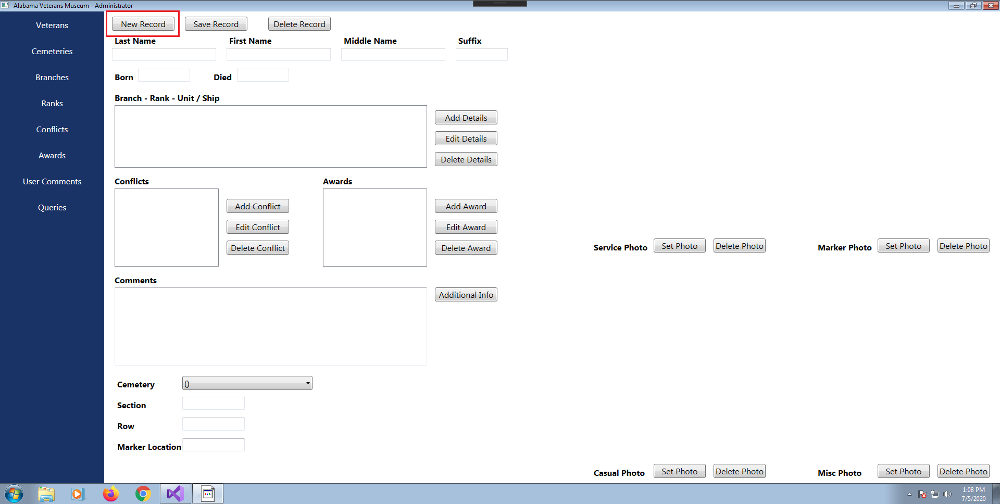 Alabama Veterans Museum - Administrator
Veterans
Cemeteries
Branches
Ranks
Conflicts
Awards
User Comments
Queries
New Record Save Record Delete Record
Last Name First Name Middle Name Suffix
Born Died
Branch - Rank - Unit / Ship
Add Details
Edit Details
Delete Details
Conflicts Awards
Add Conflict Add Award
Edit Conflict Edit Award
Delete Conflict Delete Award
Service Photo Set Photo Delete Photo Marker Photo Set Photo Delete Photo
Comments
Additional Info
Cemetery ()
Section
Row
Marker Location
Casual Photo Set Photo Delete Photo Misc Photo Set Photo Delete Photo
1:08 PM
7/5/2020